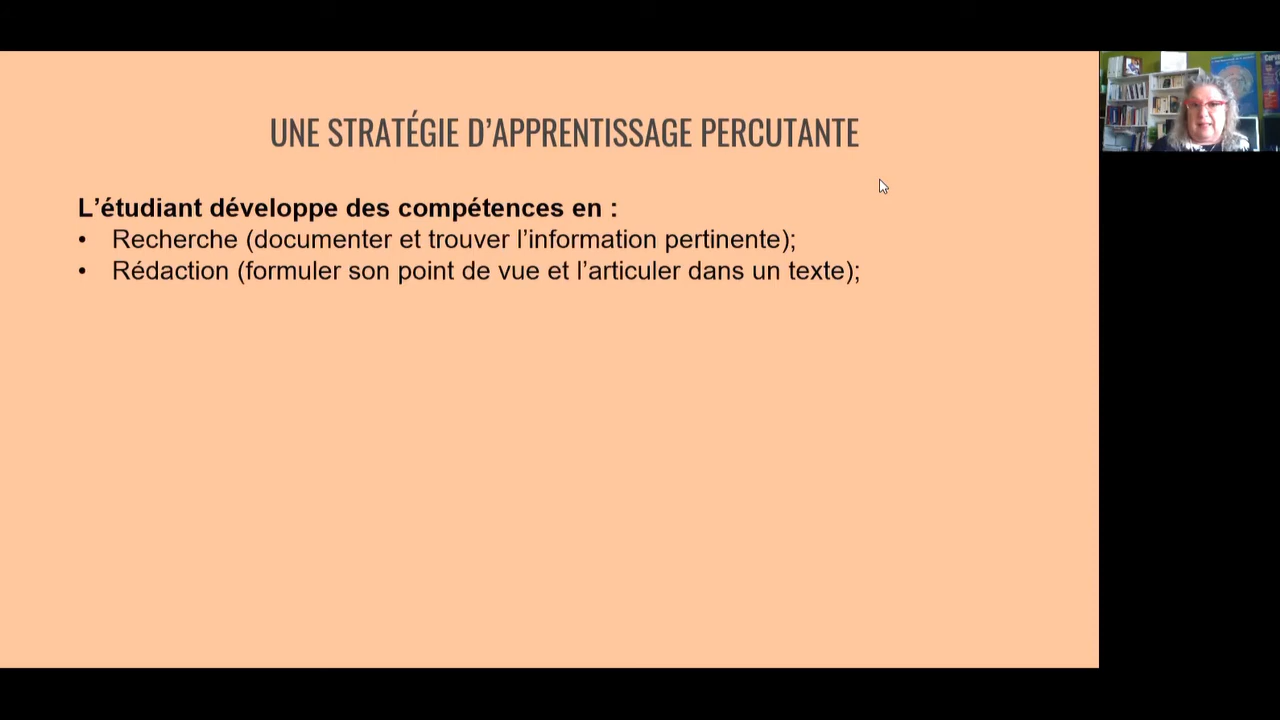 UNE STRATÉGIE D'APPRENTISSAGE PERCUTANTE
L'étudiant développe des compétences en :
• Recherche (documenter et trouver l'information pertinente);
• Rédaction (formuler son point de vue et l'articuler dans un texte);